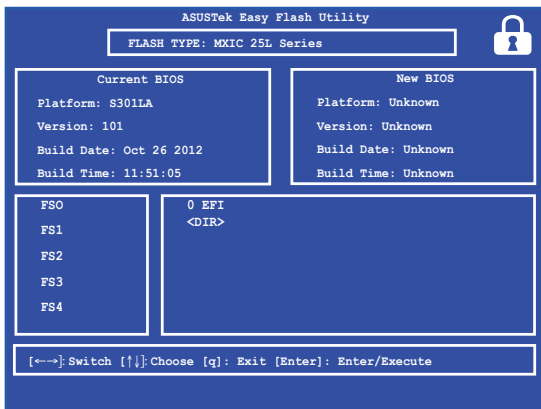 ASUSTek Easy Flash Utility
FLASH TYPE: MXIC 25L Series
Current BIOS
Platform: S301LA
Version: 101
Build Date: Oct 26 2012
Build Time: 11:51:05
New BIOS
Platform: Unknown
Version: Unknown
Build Date: Unknown
Build Time: Unknown
FSO
FS1
FS2
FS3
FS4
0 EFI
<DIR>
[←→]: Switch [↑↓]: Choose [q]: Exit [Enter]: Enter/Execute